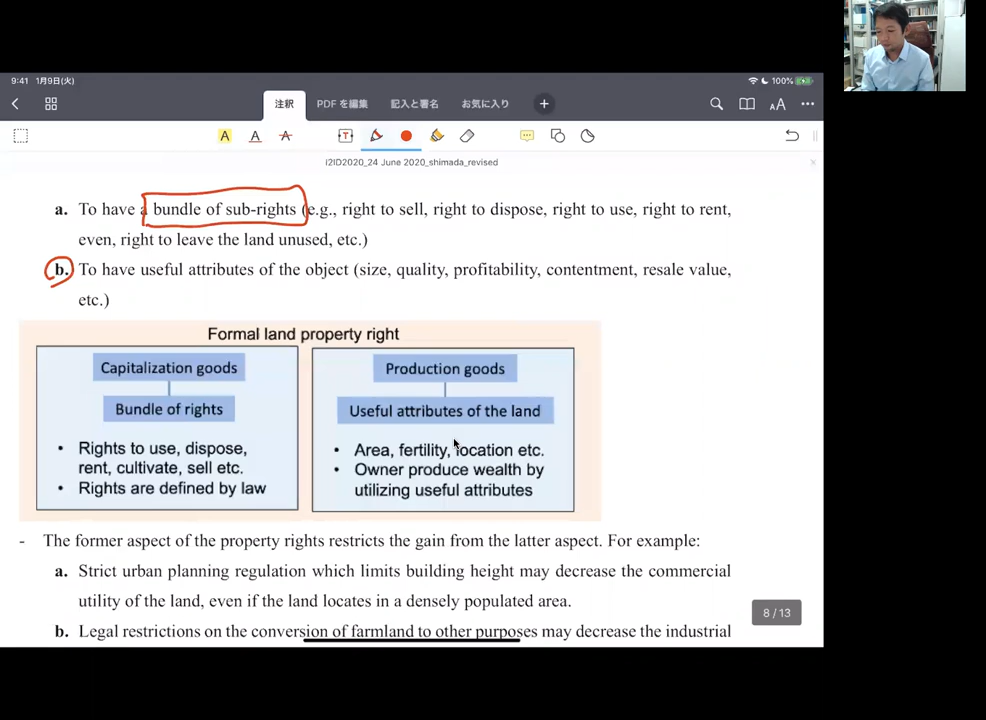 9:41 1月9日(火)
100%
注釈 PDF を編集 記入と署名 お気に入り
I2ID2020_24 June 2020_shimada_revised
a. To have a bundle of sub-rights (e.g., right to sell, right to dispose, right to use, right to rent,
even, right to leave the land unused, etc.)
b. To have useful attributes of the object (size, quality, profitability, contentment, resale value,
etc.)
Formal land property right
Capitalization goods
Bundle of rights
• Rights to use, dispose,
rent, cultivate, sell etc.
• Rights are defined by law
Production goods
Useful attributes of the land
• Area, fertility, location etc.
• Owner produce wealth by
utilizing useful attributes
- The former aspect of the property rights restricts the gain from the latter aspect. For example:
a. Strict urban planning regulation which limits building height may decrease the commercial
utility of the land, even if the land locates in a densely populated area.
8 / 13
b. Legal restrictions on the conversion of farmland to other purposes may decrease the industrial